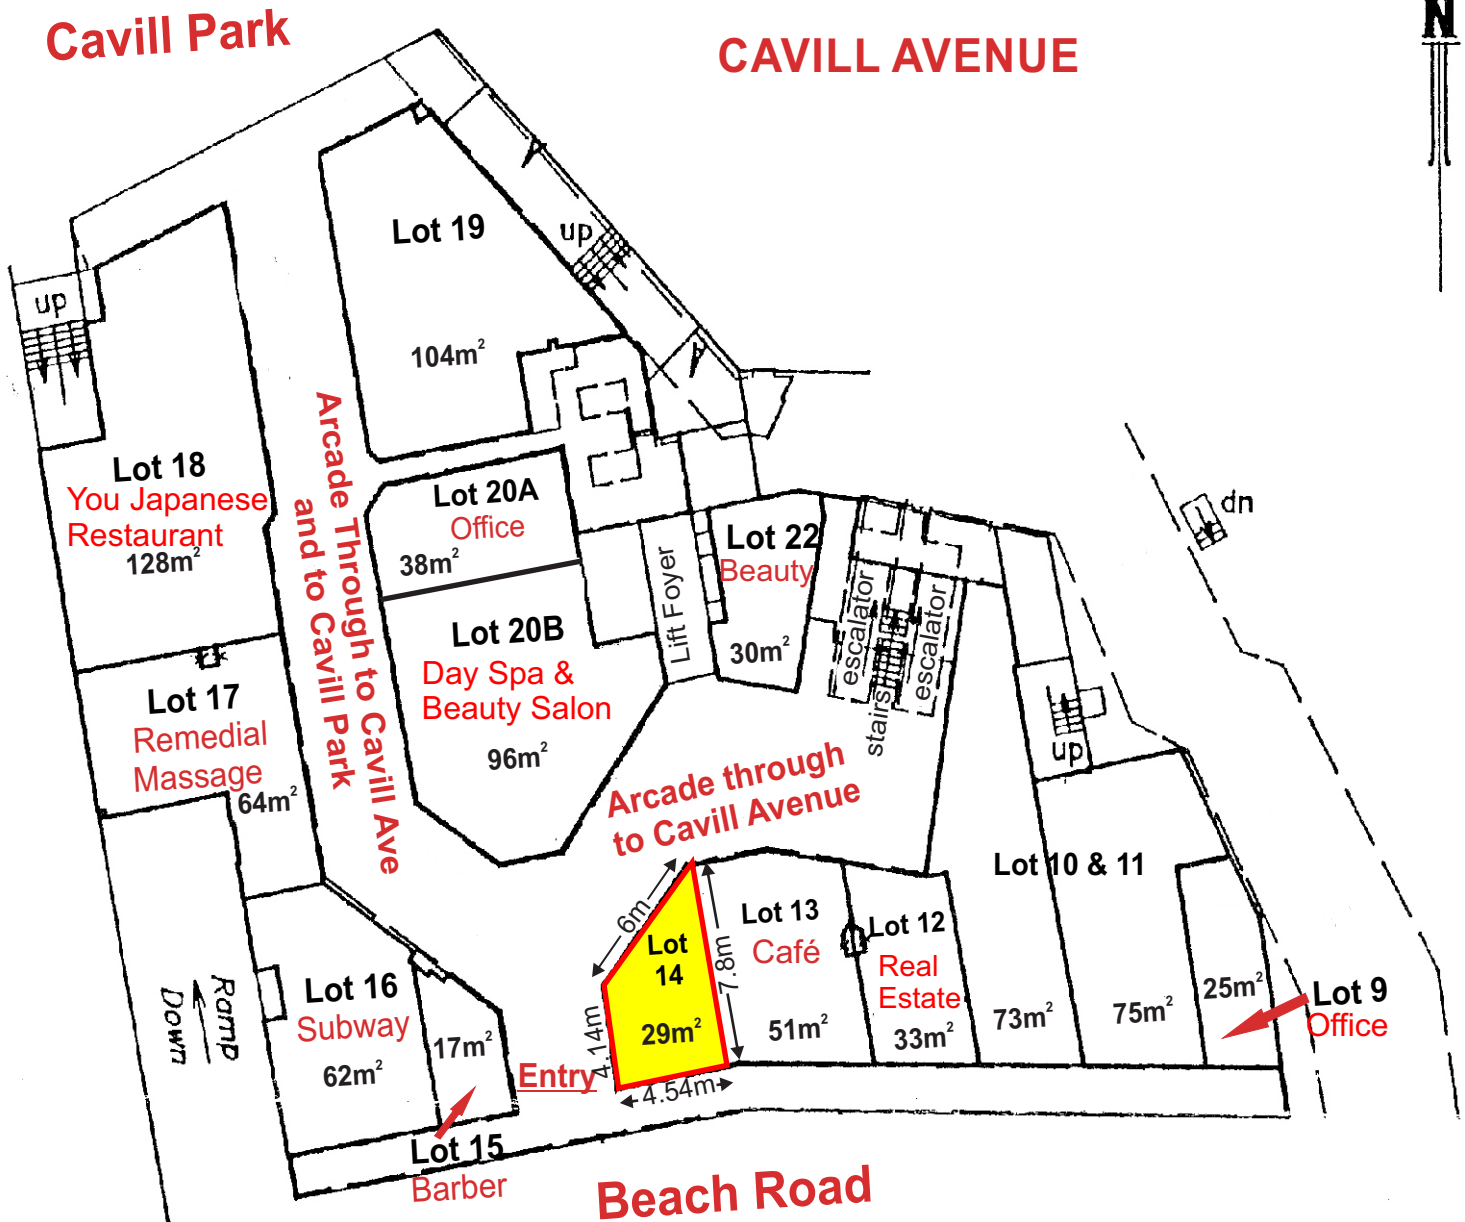 Cavill Park
CAVILL AVENUE
N
Lot 19
104m²
up
up
Lot 18
You Japanese
Restaurant
128m²
Arcade Through to Cavill Ave
and to Cavill Park
Lot 20A
Office
38m²
Lot 20B
Day Spa &
Beauty Salon
96m²
Lift Foyer
Lot 22
Beauty
30m²
escalator
stairs
escalator
dn
up
Lot 17
Remedial
Massage
64m²
Arcade through
to Cavill Avenue
Lot 10 & 11
73m²
75m²
25m²
Lot 9
Office
6m
Lot
14
29m²
7.8m
4.14m
4.54m
Lot 13
Café
51m²
Lot 12
Real
Estate
33m²
Lot 16
Subway
62m²
17m²
Entry
Ramp
Down
Lot 15
Barber
Beach Road